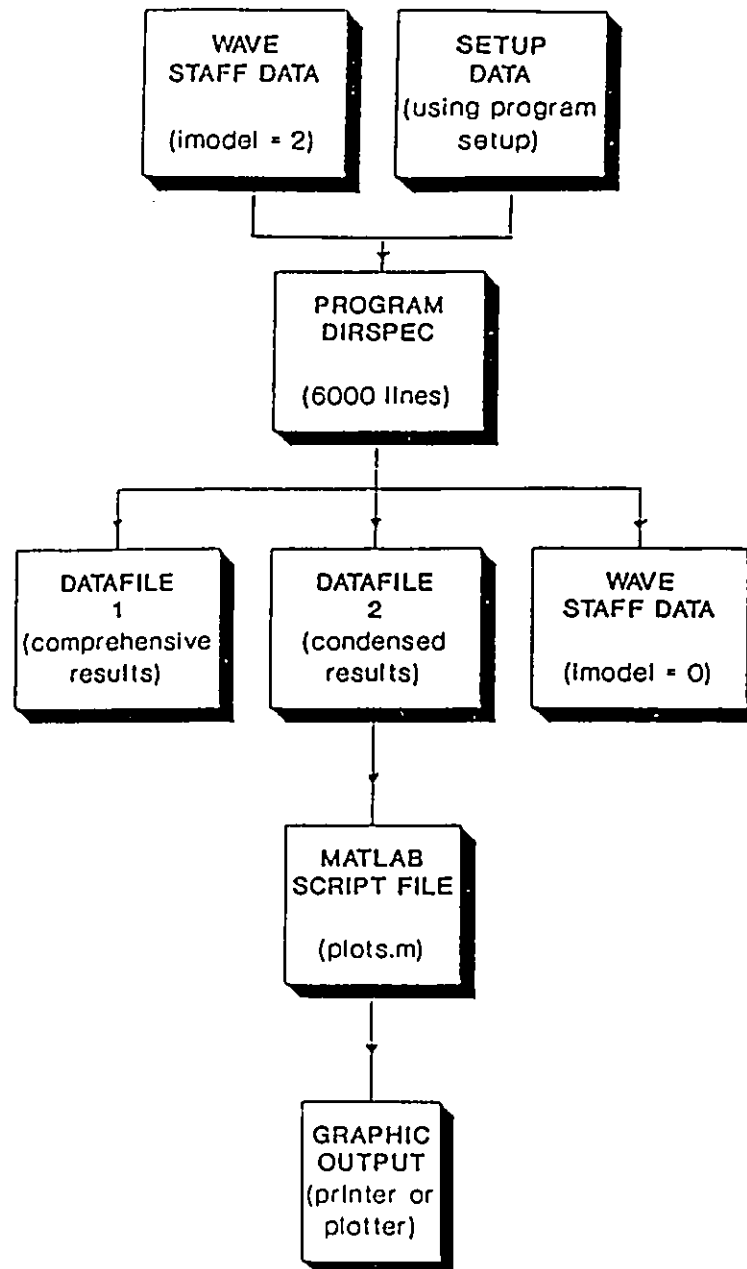 WAVE
STAFF DATA
(imodel = 2)
SETUP
DATA
(using program
setup)
PROGRAM
DIRSPEC
(6000 lines)
DATAFILE
1
(comprehensive
results)
DATAFILE
2
(condensed
results)
WAVE
STAFF DATA
(imodel = 0)
MATLAB
SCRIPT FILE
(plots.m)
GRAPHIC
OUTPUT
(printer or
plotter)